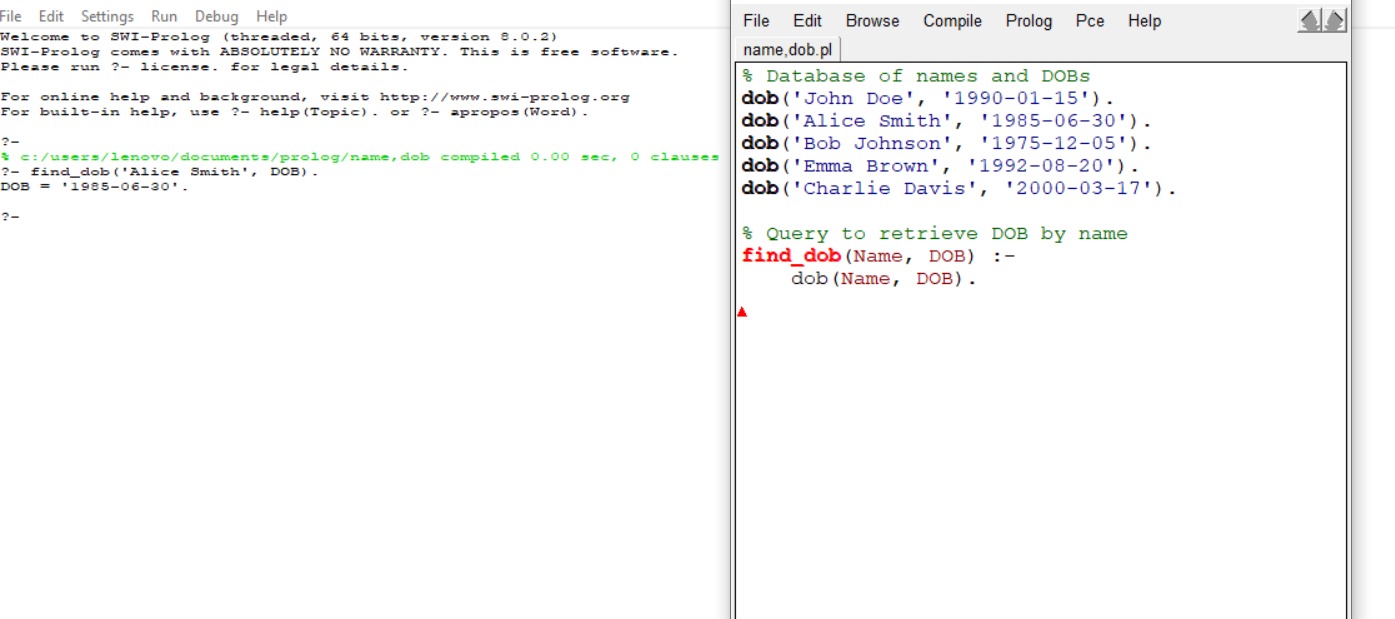 File Edit Settings Run Debug Help
Welcome to SWI-Prolog (threaded, 64 bits, version 8.0.2)
SWI-Prolog comes with ABSOLUTELY NO WARRANTY. This is free software.
Please run ?- license. for legal details.
For online help and background, visit http://www.swi-prolog.org
For built-in help, use ?- help(Topic). or ?- apropos(Word).
?-
% c:/users/lenovo/documents/prolog/name,dob compiled 0.00 sec, 0 clauses
?- find_dob('Alice Smith', DOB).
DOB = '1985-06-30'.
?-
File Edit Browse Compile Prolog Pce Help
name,dob.pl
% Database of names and DOBs
dob('John Doe', '1990-01-15').
dob('Alice Smith', '1985-06-30').
dob('Bob Johnson', '1975-12-05').
dob('Emma Brown', '1992-08-20').
dob('Charlie Davis', '2000-03-17').
% Query to retrieve DOB by name
find_dob(Name, DOB) :-
    dob(Name, DOB).